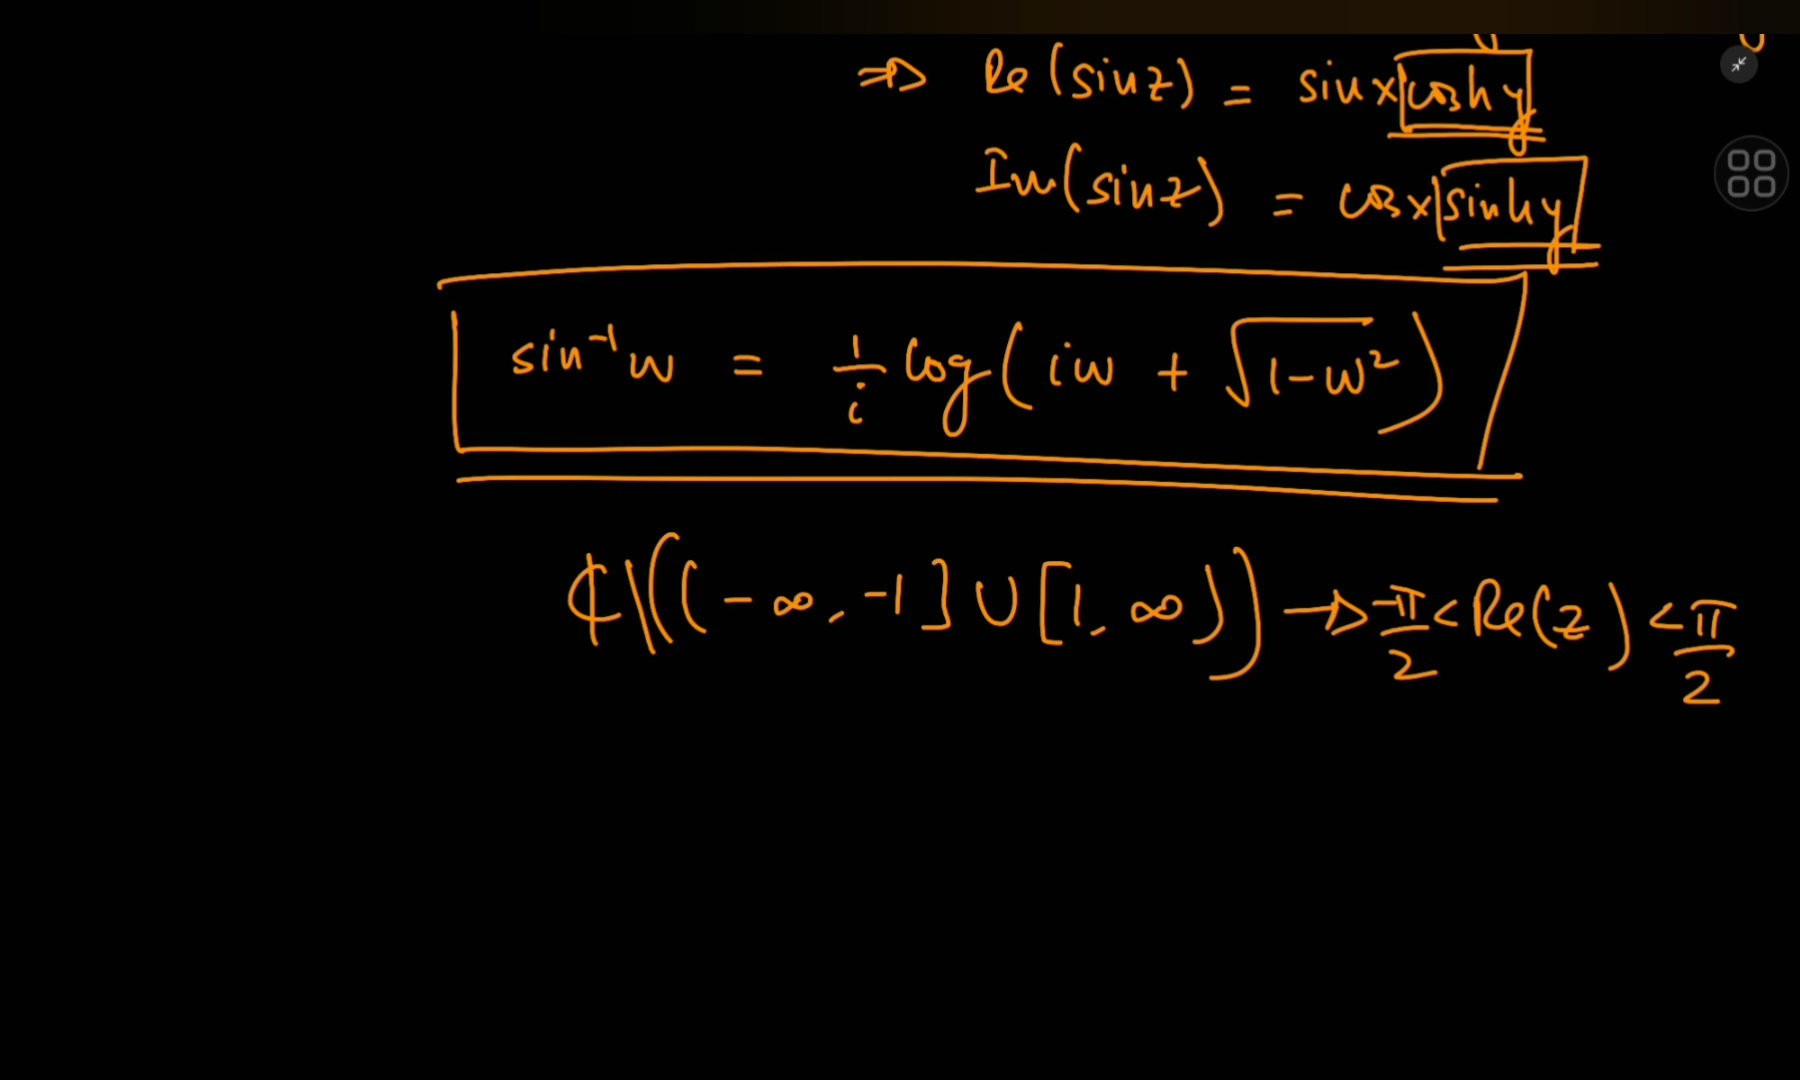 ⇒ Re(sin z) = sin x cosh y
Im(sin z) = cos x sinh y
sin⁻¹ w = 1/i log(iw + √(1-w²))
ℂ\((-∞, -1] ∪ [1, ∞)) → -π/2 < Re(z) < π/2